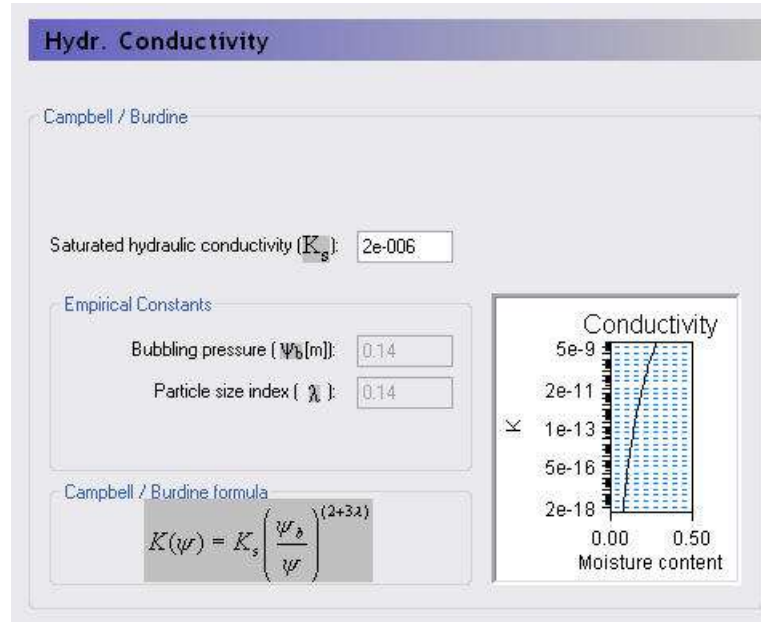 Hydr. Conductivity
Campbell / Burdine
Saturated hydraulic conductivity (Ks): 2e-006
Empirical Constants
Bubbling pressure ( Ψb[m]): 0.14
Particle size index ( λ ): 0.14
Campbell / Burdine formula
K(ψ) = Ks(ψb/ψ)^(2+3λ)
Conductivity
5e-9
2e-11
1e-13
5e-16
2e-18
K
0.00 0.50
Moisture content